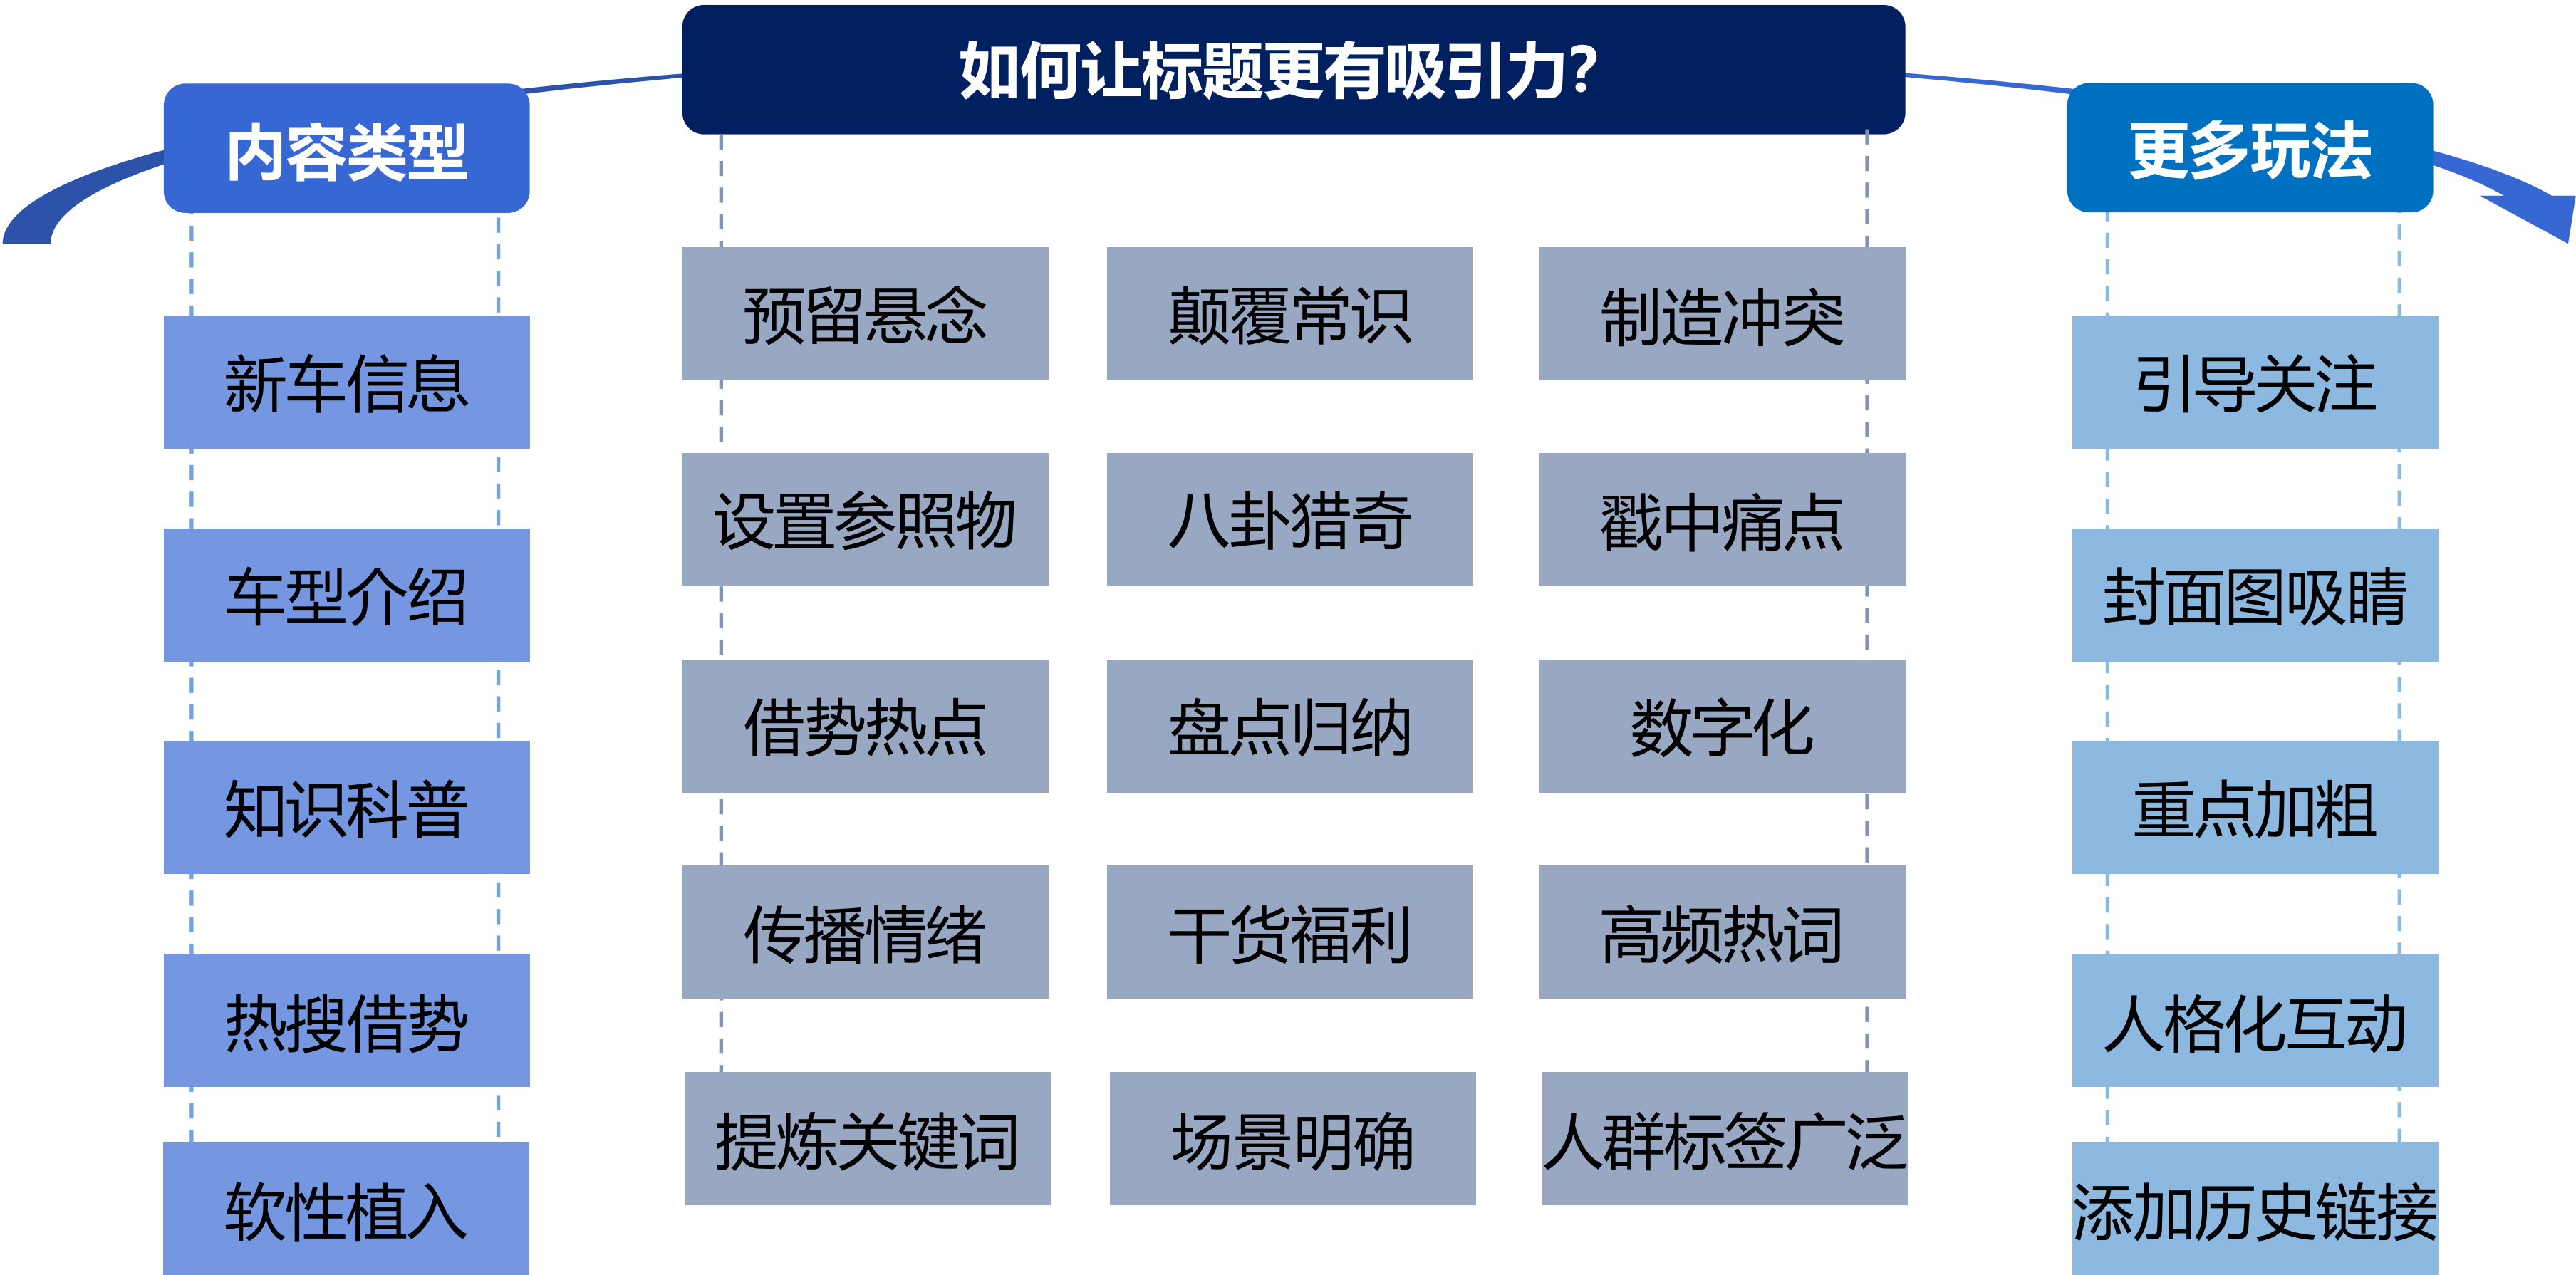 如何让标题更有吸引力?
内容类型
更多玩法
新车信息
车型介绍
知识科普
热搜借势
软性植入
预留悬念
颠覆常识
制造冲突
设置参照物
八卦猎奇
戳中痛点
借势热点
盘点归纳
数字化
传播情绪
干货福利
高频热词
提炼关键词
场景明确
人群标签广泛
引导关注
封面图吸睛
重点加粗
人格化互动
添加历史链接